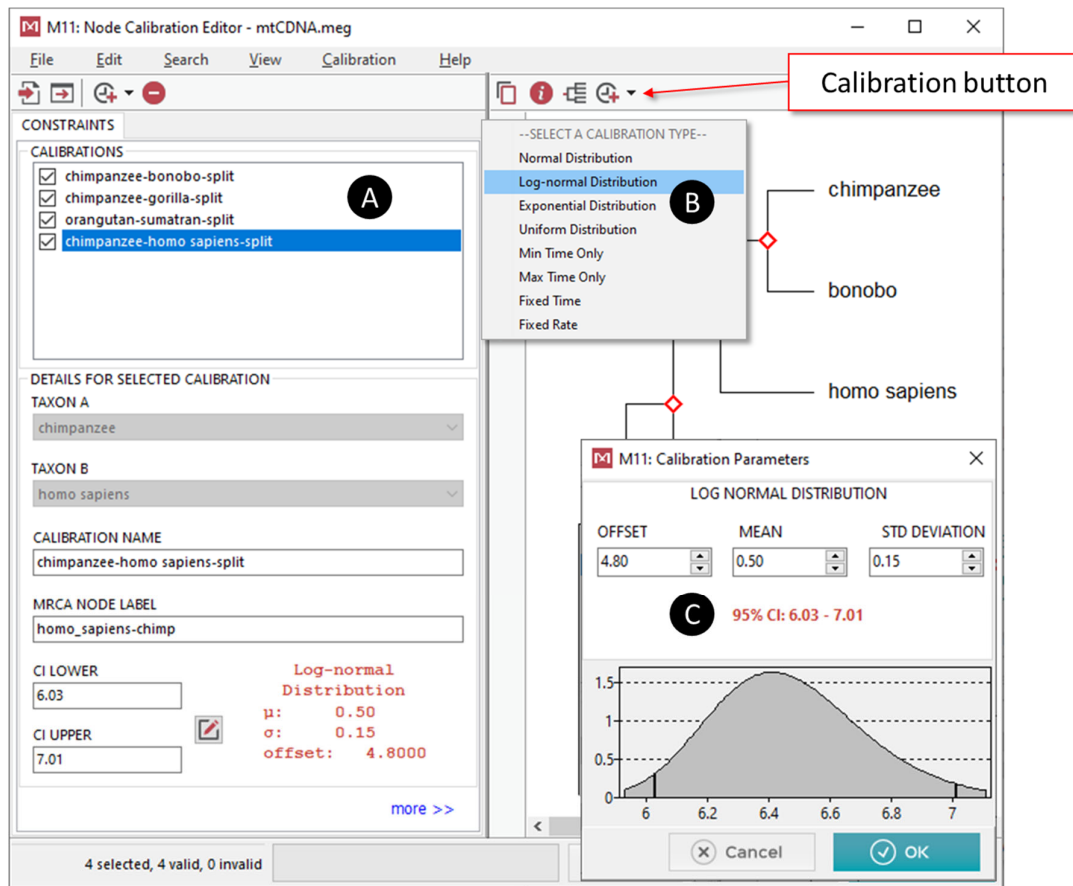 M11: Node Calibration Editor - mtCDNA.meg
File Edit Search View Calibration Help
Calibration button
CONSTRAINTS
CALIBRATIONS
chimpanzee-bonobo-split
chimpanzee-gorilla-split
orangutan-sumatran-split
chimpanzee-homo sapiens-split
A
--SELECT A CALIBRATION TYPE--
Normal Distribution
Log-normal Distribution
Exponential Distribution
Uniform Distribution
Min Time Only
Max Time Only
Fixed Time
Fixed Rate
B
chimpanzee
bonobo
homo sapiens
DETAILS FOR SELECTED CALIBRATION
TAXON A
chimpanzee
TAXON B
homo sapiens
CALIBRATION NAME
chimpanzee-homo sapiens-split
MRCA NODE LABEL
homo_sapiens-chimp
CI LOWER
6.03
CI UPPER
7.01
Log-normal
Distribution
μ: 0.50
σ: 0.15
offset: 4.8000
more >>
4 selected, 4 valid, 0 invalid
M11: Calibration Parameters
LOG NORMAL DISTRIBUTION
OFFSET MEAN STD DEVIATION
4.80 0.50 0.15
C 95% CI: 6.03 - 7.01
1.5
1
0.5
0
6 6.2 6.4 6.6 6.8 7
Cancel OK